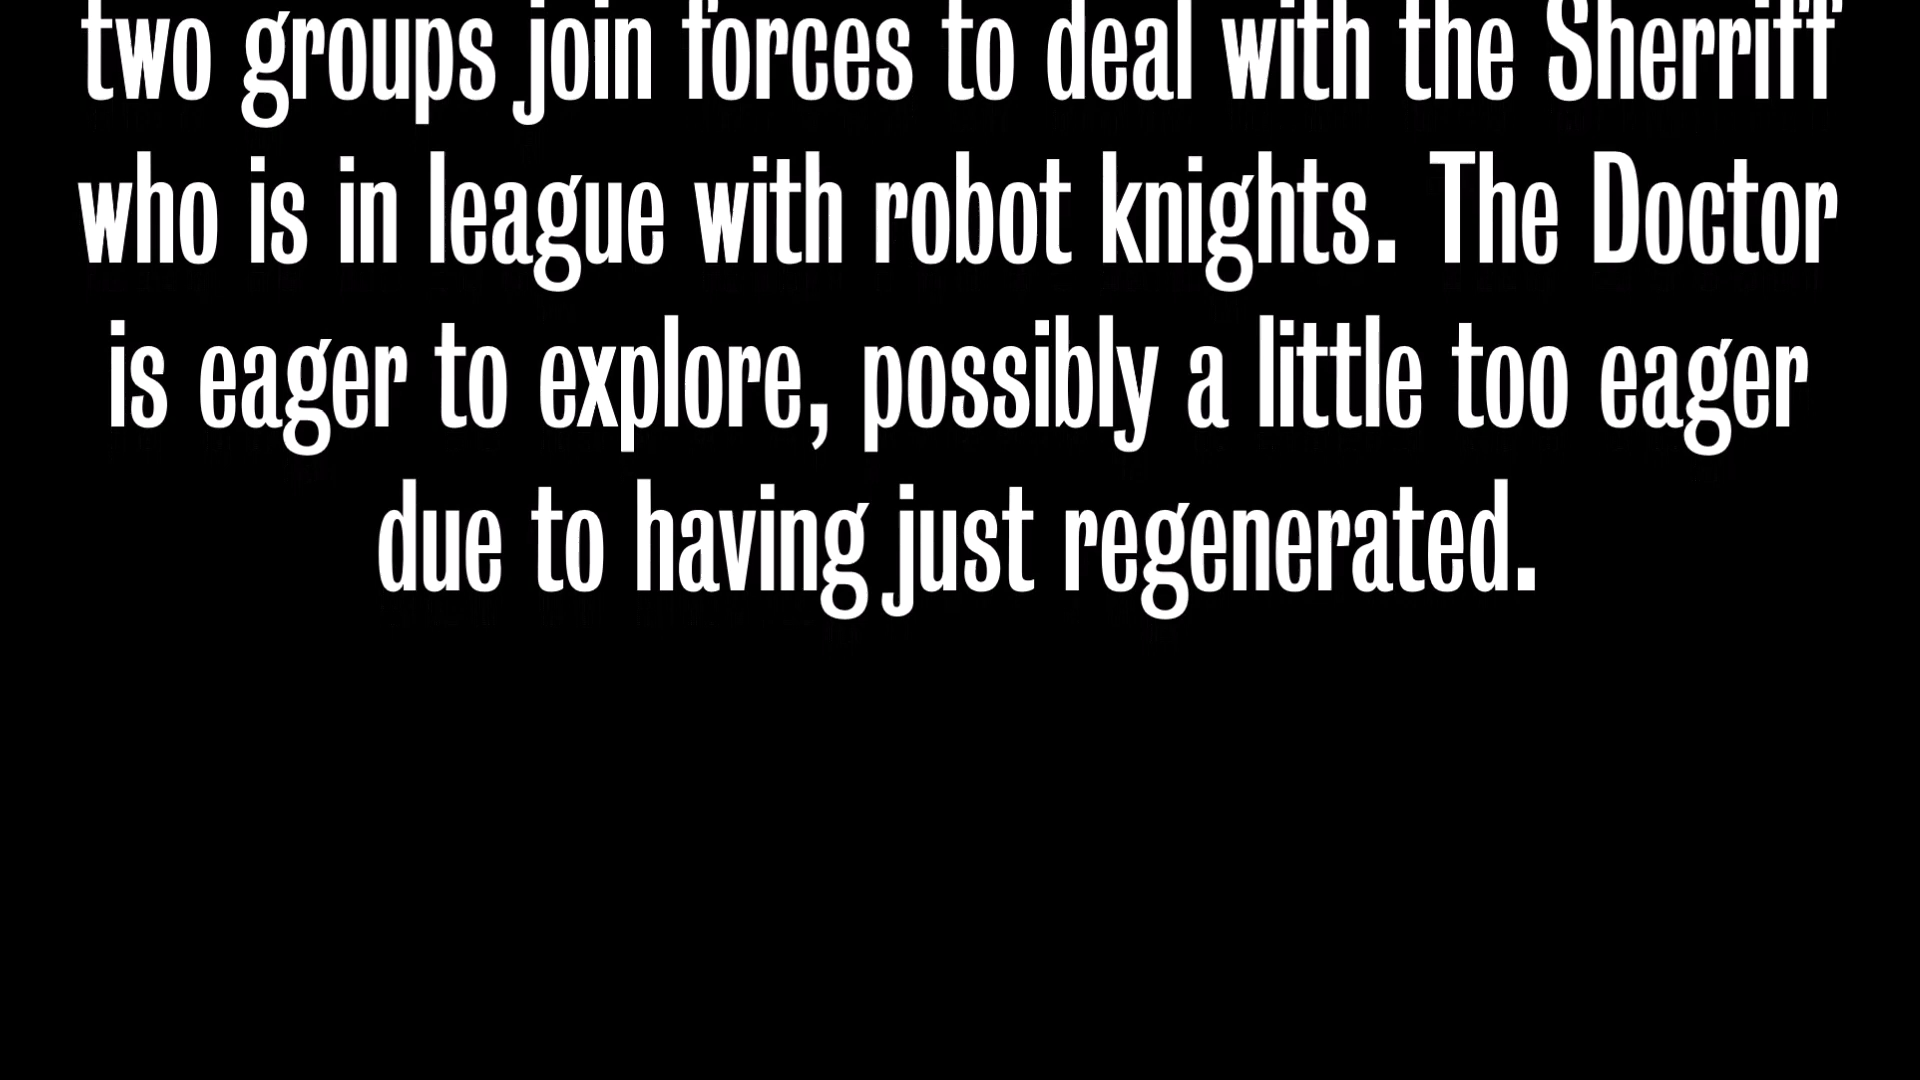 two groups join forces to deal with the Sherriff
who is in league with robot knights. The Doctor
is eager to explore, possibly a little too eager
due to having just regenerated.